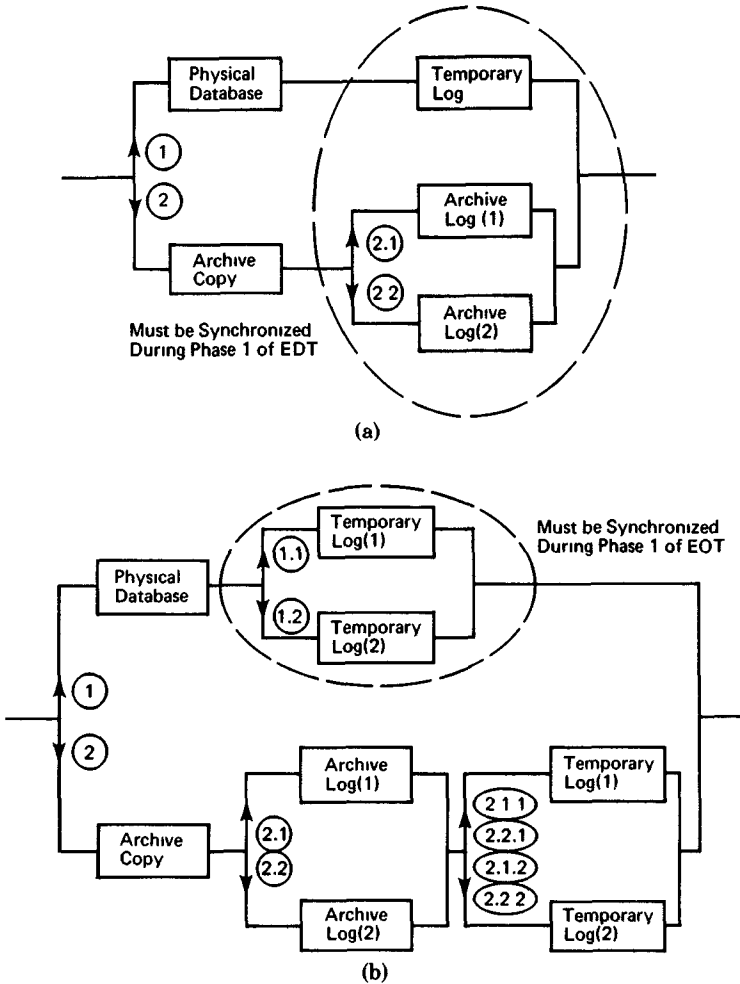 Physical
Database
Temporary
Log
1
2
Archive
Log (1)
2.1
2 2
Archive
Copy
Archive
Log(2)
Must be Synchronized
During Phase 1 of EDT
(a)
Temporary
Log(1)
Must be Synchronized
During Phase 1 of EOT
1.1
Physical
Database
1.2
Temporary
Log(2)
1
2
Archive
Log(1)
Temporary
Log(1)
2 1 1
2.1
2.2.1
Archive
Copy
2.2
2.1.2
2.2 2
Archive
Log(2)
Temporary
Log(2)
(b)